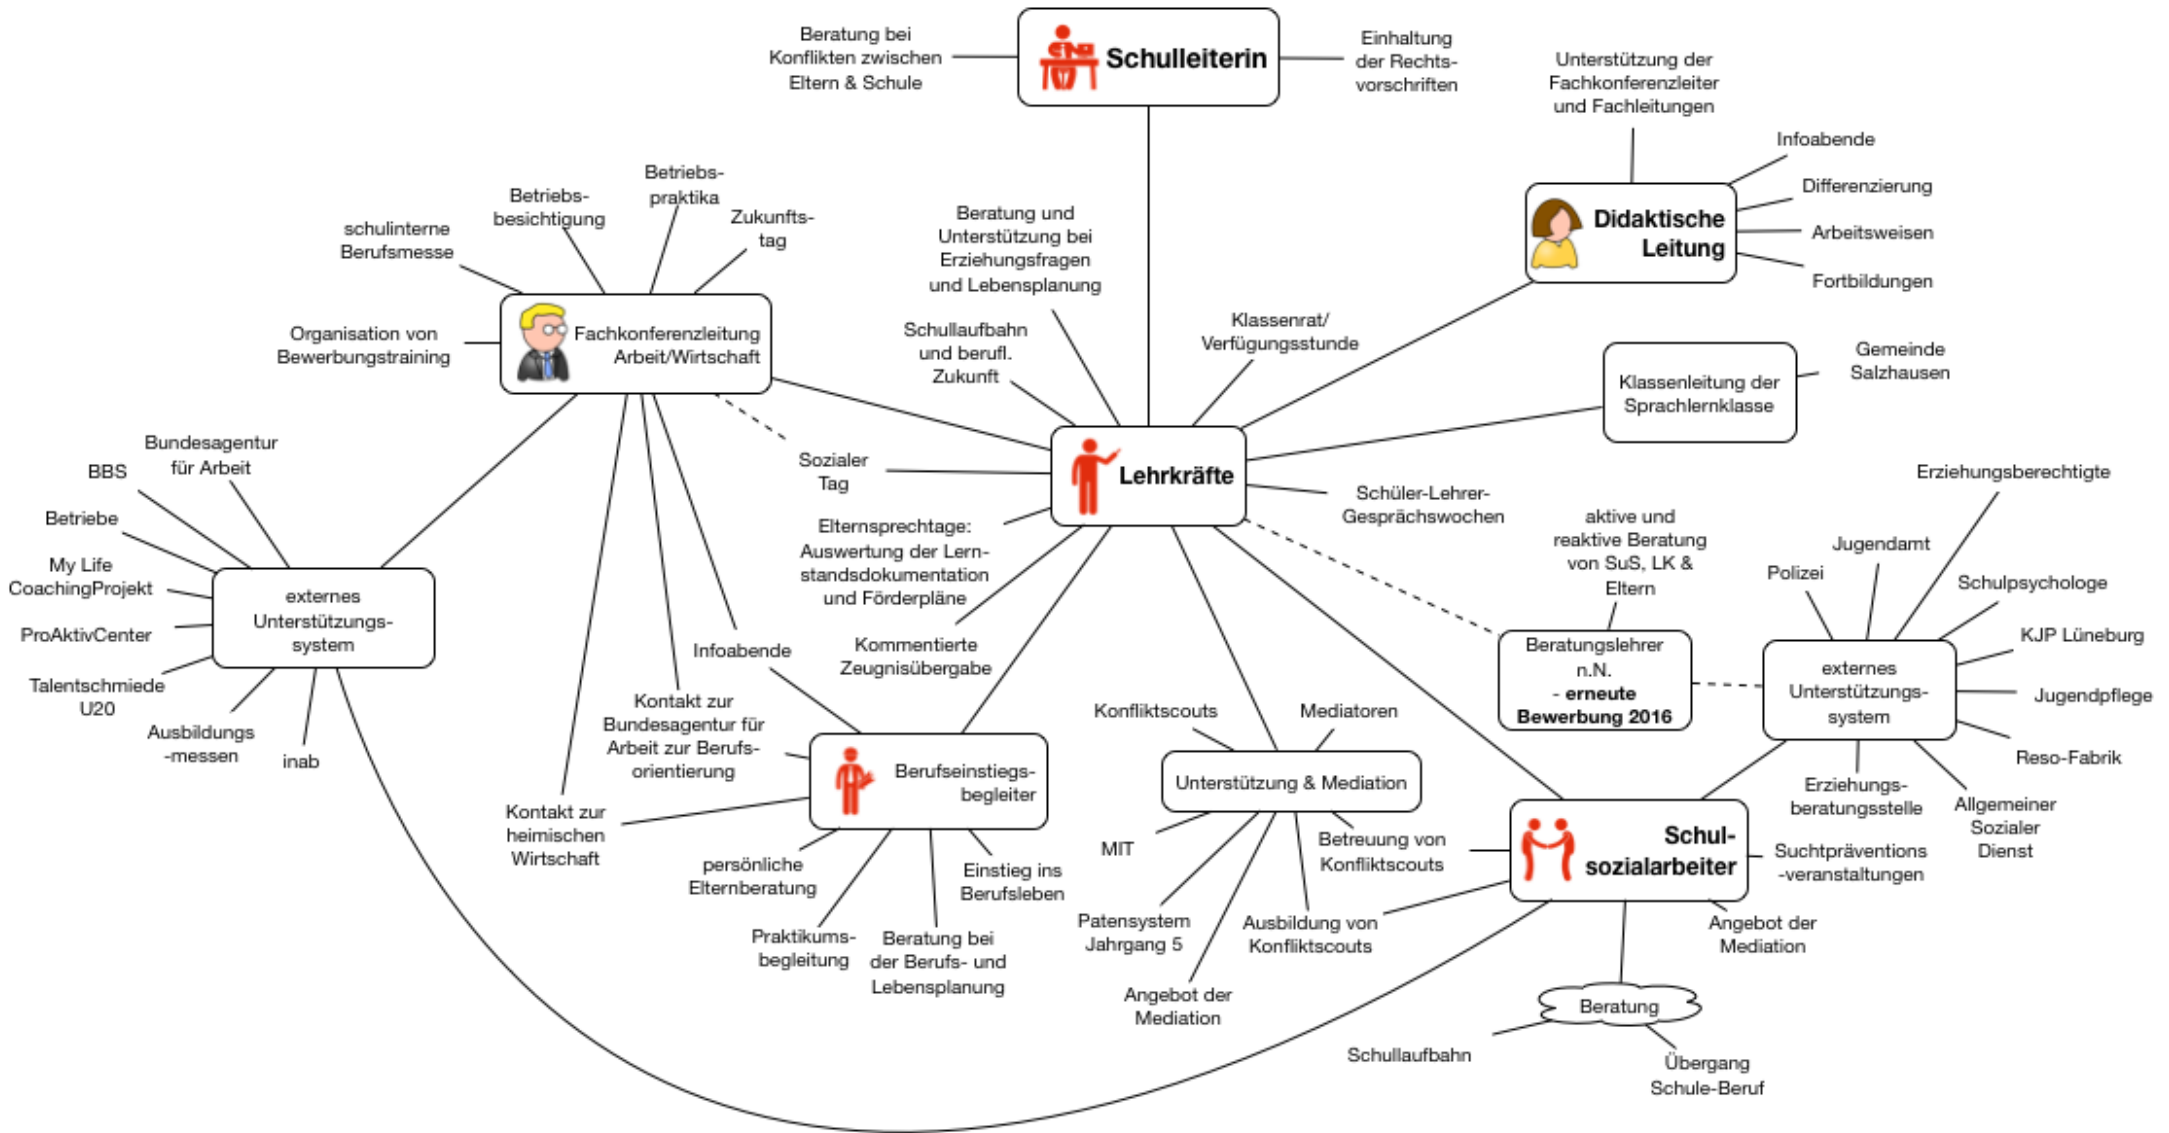 Beratung bei
Konflikten zwischen
Eltern & Schule
Schulleiterin
Einhaltung
der Rechts-
vorschriften
Unterstützung der
Fachkonferenzleiter
und Fachleitungen
Infoabende
Differenzierung
Arbeitsweisen
Fortbildungen
Didaktische
Leitung
Betriebs-
praktika
Betriebs-
besichtigung
Zukunfts-
tag
schulinterne
Berufsmesse
Organisation von
Bewerbungstraining
Fachkonferenzleitung
Arbeit/Wirtschaft
Beratung und
Unterstützung bei
Erziehungsfragen
und Lebensplanung
Schullaufbahn
und berufl.
Zukunft
Klassenrat/
Verfügungsstunde
Klassenleitung der
Sprachlernklasse
Gemeinde
Salzhausen
Lehrkräfte
Sozialer
Tag
Schüler-Lehrer-
Gesprächswochen
Elternsprechtage:
Auswertung der Lern-
standsdokumentation
und Förderpläne
Kommentierte
Zeugnisübergabe
Bundesagentur
für Arbeit
BBS
Betriebe
My Life
CoachingProjekt
ProAktivCenter
Talentschmiede
U20
Ausbildungs
-messen
inab
externes
Unterstützungs-
system
Infoabende
Kontakt zur
Bundesagentur für
Arbeit zur Berufs-
orientierung
Kontakt zur
heimischen
Wirtschaft
Berufseinstiegs-
begleiter
persönliche
Elternberatung
Praktikums-
begleitung
Beratung bei
der Berufs- und
Lebensplanung
Einstieg ins
Berufsleben
Konfliktscouts
Mediatoren
Unterstützung & Mediation
MIT
Patensystem
Jahrgang 5
Angebot der
Mediation
Ausbildung von
Konfliktscouts
Betreuung von
Konfliktscouts
aktive und
reaktive Beratung
von SuS, LK &
Eltern
Beratungslehrer
n.N.
- erneute
Bewerbung 2016
Erziehungsberechtigte
Jugendamt
Polizei
Schulpsychologe
KJP Lüneburg
Jugendpflege
Reso-Fabrik
externes
Unterstützungs-
system
Erziehungs-
beratungsstelle
Allgemeiner
Sozialer
Dienst
Schul-
sozialarbeiter
Suchtpräventions
-veranstaltungen
Angebot der
Mediation
Beratung
Schullaufbahn
Übergang
Schule-Beruf